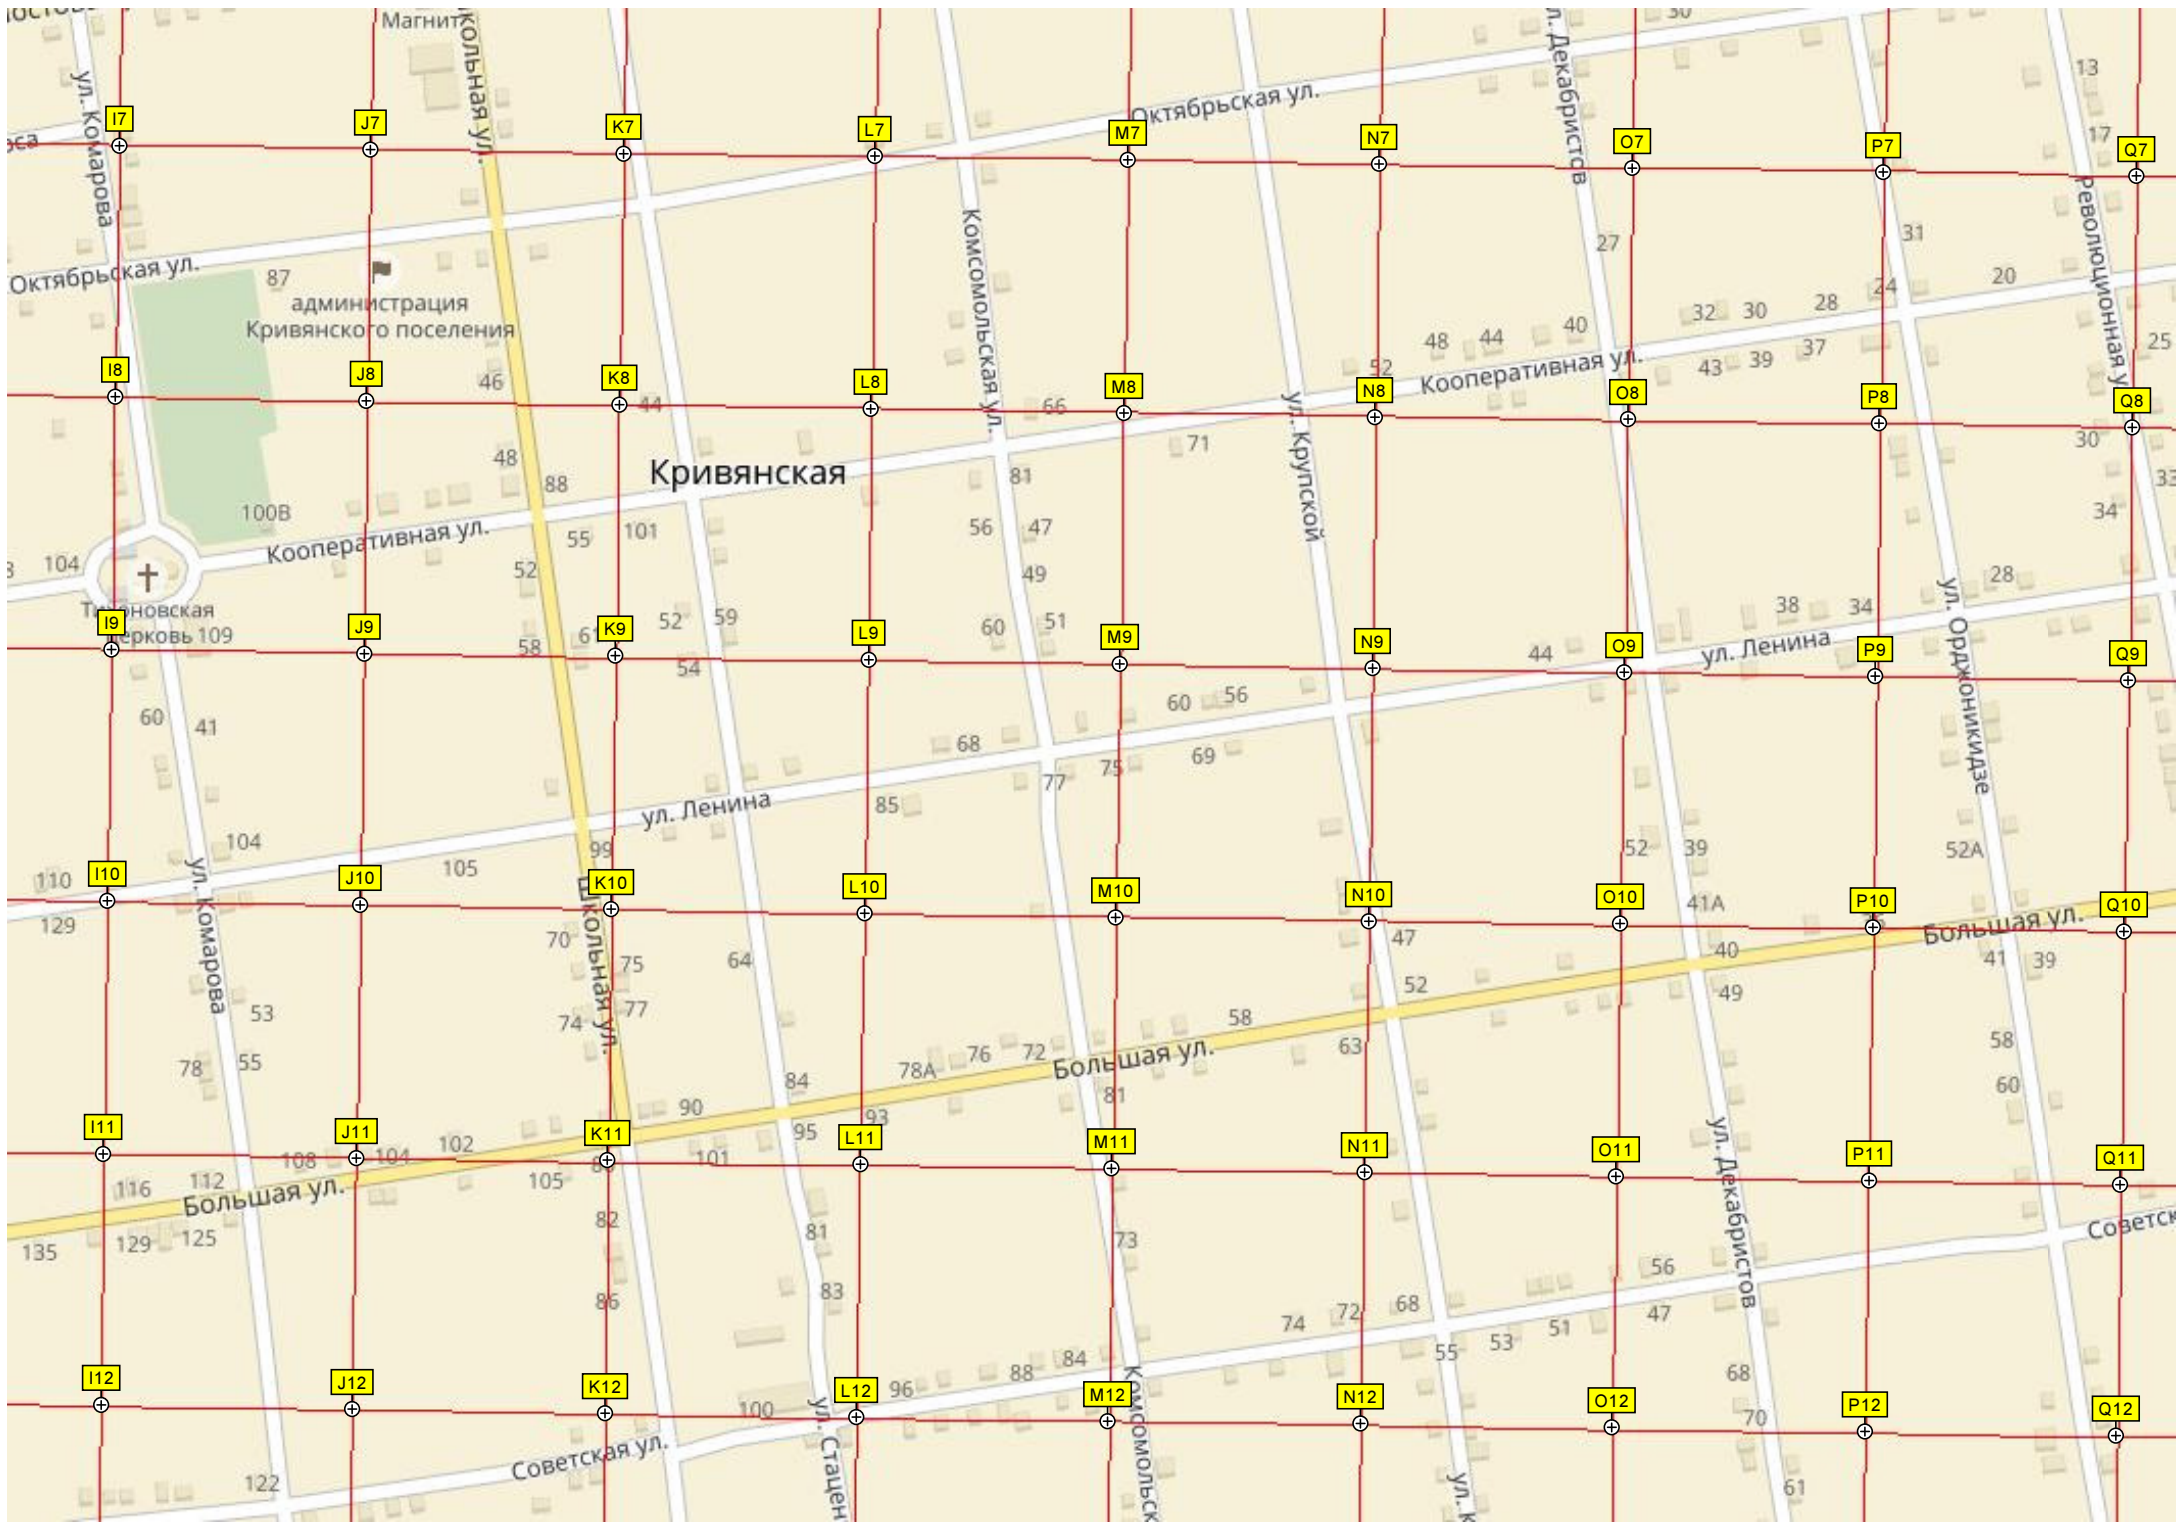 Магнит
30
ул. Комарова
Школьная ул.
ул. Декабристов
Октябрьская ул.
13
17
I7
J7
K7
L7
M7
N7
O7
P7
Q7
Октябрьская ул.
87
администрация
Кривянского поселения
Комсомольская ул.
27
31
24
20
Революционная ул.
32
30
28
40
44
48
52
Кооперативная ул.
43
39
37
25
46
44
66
I8
J8
K8
L8
M8
N8
O8
P8
Q8
48
88
Кривянская
71
81
ул. Крупской
30
33
34
100В
Кооперативная ул.
55
101
56
47
104
52
49
28
Тихоновская
церковь
109
58
61
52
59
54
60
51
38
34
ул. Орджоникидзе
44
ул. Ленина
I9
J9
K9
L9
M9
N9
O9
P9
Q9
60
41
60
56
68
69
75
77
ул. Ленина
85
104
105
99
52
39
52А
110
129
ул. Комарова
Школьная ул.
I10
J10
K10
L10
M10
N10
O10
P10
Q10
41А
47
40
Большая ул.
41
39
70
75
64
52
49
53
74
77
58
63
58
78
55
84
78А
76
72
Большая ул.
81
60
90
93
95
101
102
104
108
105
I11
J11
K11
L11
M11
N11
O11
P11
Q11
ул. Декабристов
116
112
Большая ул.
135
129
125
82
81
73
83
86
56
47
74
72
68
51
53
55
84
88
96
68
70
I12
J12
K12
L12
M12
N12
O12
P12
Q12
100
Советская ул.
122
61